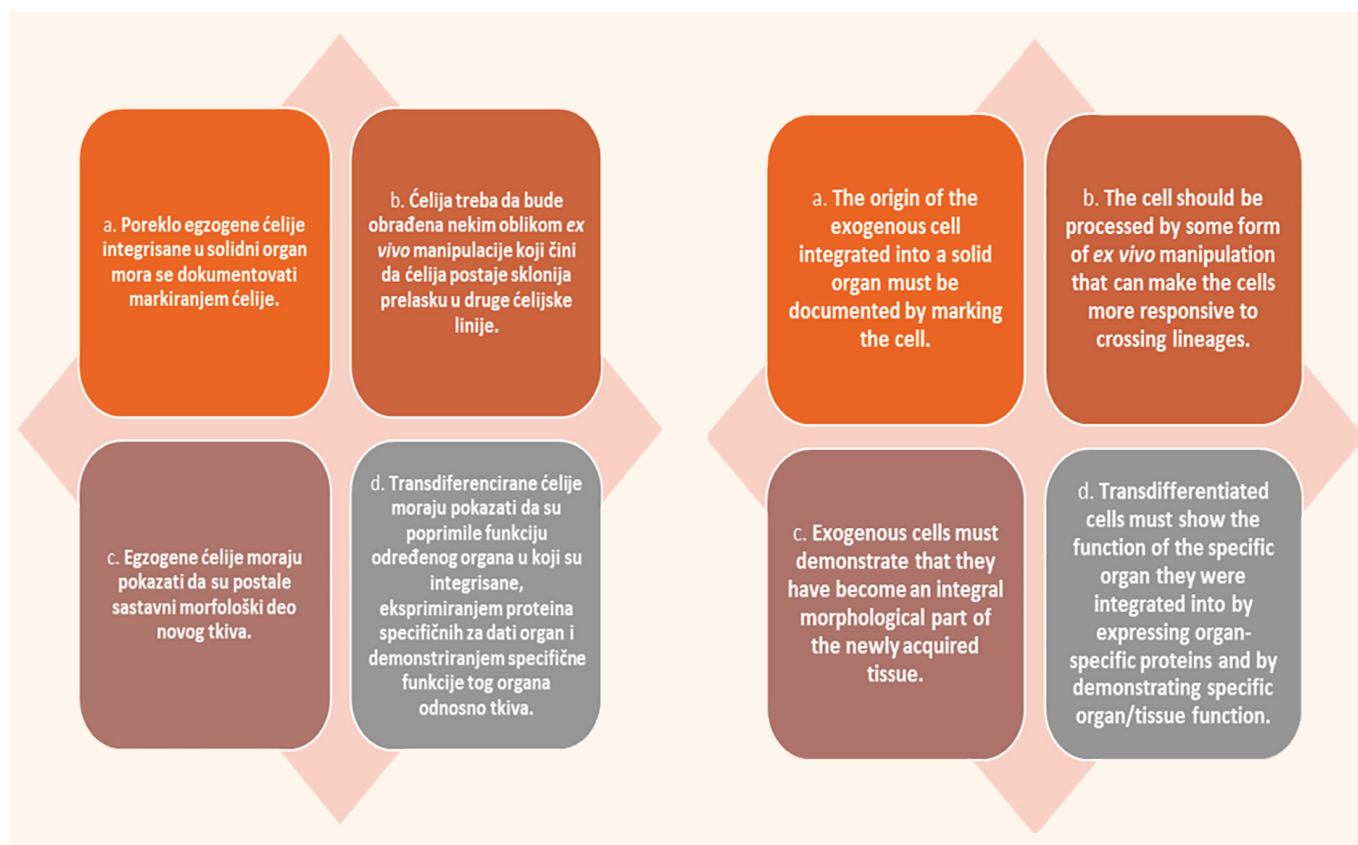 a. Poreklo egzogene ćelije
integrisane u solidni organ
mora se dokumentovati
markiranjem ćelije.
b. Ćelija treba da bude
obrađena nekim oblikom ex
vivo manipulacije koji čini
da ćelija postaje sklonija
prelasku u druge ćelijske
linije.
c. Egzogene ćelije moraju
pokazati da su postale
sastavni morfološki deo
novog tkiva.
d. Transdiferencirane ćelije
moraju pokazati da su
poprimile funkciju
određenog organa u koji su
integrisane,
eksprimiranjem proteina
specifičnih za dati organ i
demonstriranjem specifične
funkcije tog organa
odnosno tkiva.
a. The origin of the
exogenous cell
integrated into a solid
organ must be
documented by marking
the cell.
b. The cell should be
processed by some form
of ex vivo manipulation
that can make the cells
more responsive to
crossing lineages.
c. Exogenous cells must
demonstrate that they
have become an integral
morphological part of
the newly acquired
tissue.
d. Transdifferentiated
cells must show the
function of the specific
organ they were
integrated into by
expressing organ-
specific proteins and by
demonstrating specific
organ/tissue function.